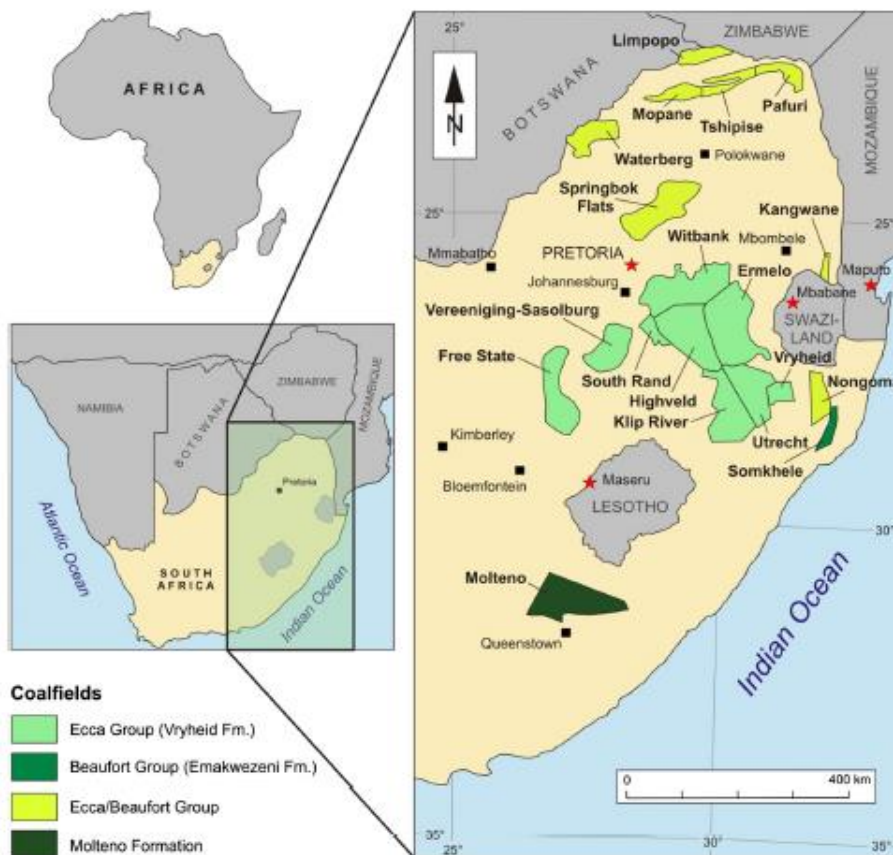 AFRICA
NAMIBIA
BOTSWANA
ZIMBABWE
MOZAMBIQUE
Pretoria
Atlantic Ocean
SOUTH
AFRICA
Indian Ocean
Coalfields
Ecca Group (Vryheid Fm.)
Beaufort Group (Emakwezeni Fm.)
Ecca/Beaufort Group
Molteno Formation
25°
30°
ZIMBABWE
Limpopo
BOTSWANA
N
Mopane
Tshipise
Pafuri
MOZAMBIQUE
Waterberg
Polokwane
Springbok
Flats
25°
25°
Kangwane
Witbank
Mbombele
PRETORIA
Mmabatho
Johannesburg
Ermelo
Maputo
Mbabane
Vereeniging-Sasolburg
SWAZI-
LAND
Free State
Vryheid
South Rand
Nongom
Highveld
Klip River
Kimberley
Utrecht
Somkhele
Bloemfontein
Maseru
LESOTHO
30°
Molteno
Queenstown
Indian Ocean
0
400 km
35°
25°
30°
35°